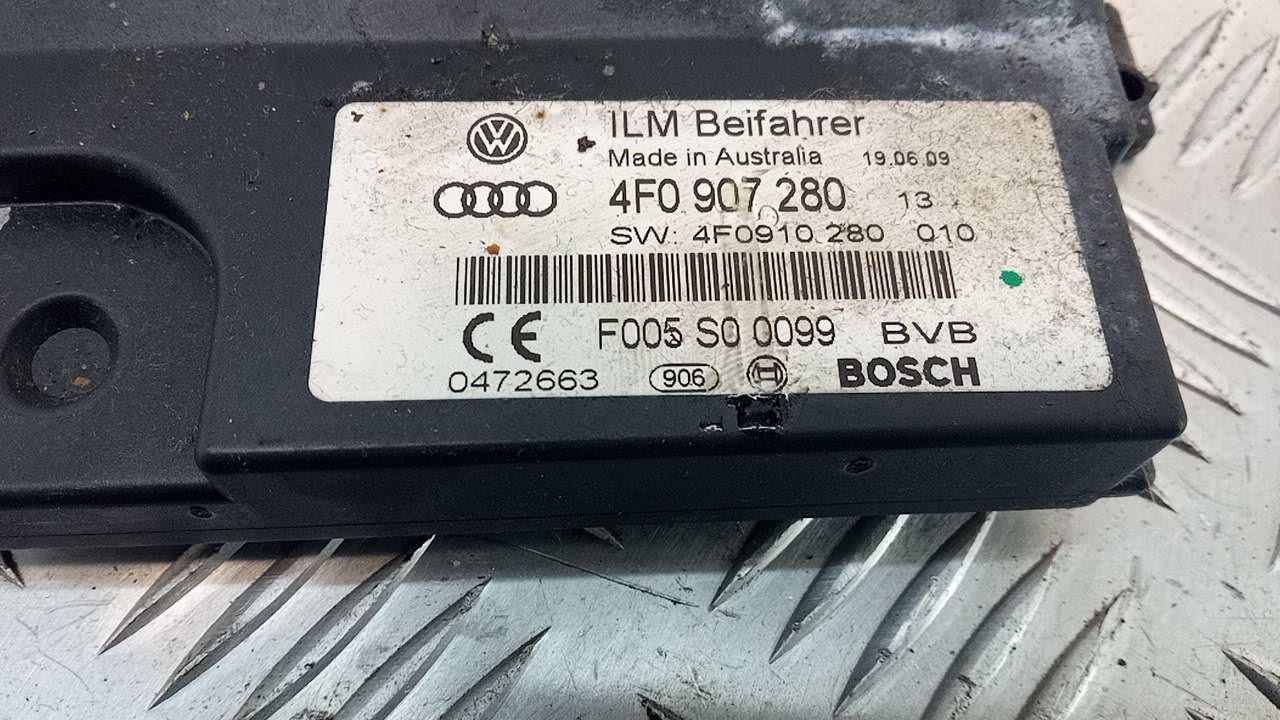 VW
ILM Beifahrer
Made in Australia 19.06.09
4F0 907 280 13
SW: 4F0910 280 010
CE F005 S0 0099 BVB
0472663 906 H BOSCH